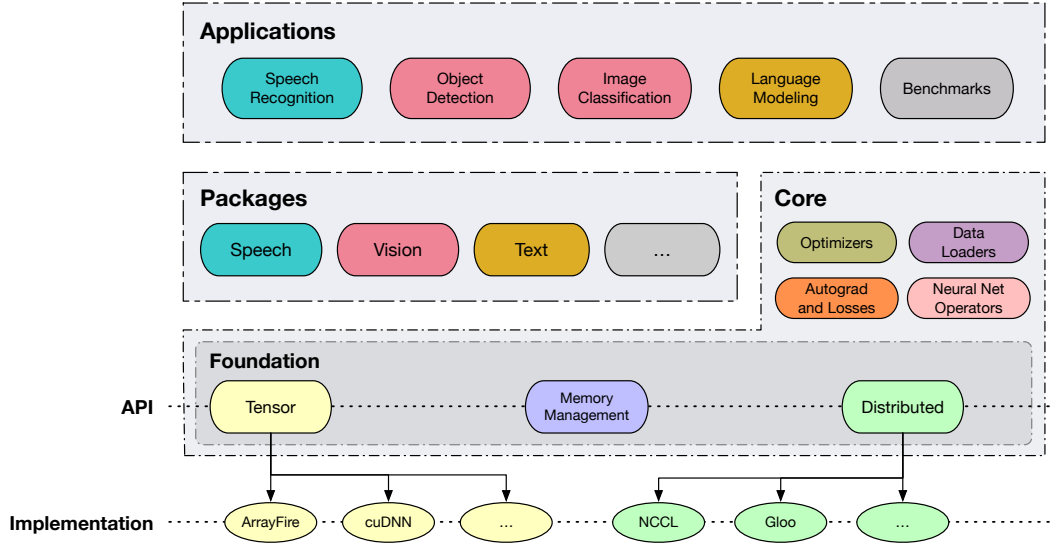 Applications
Speech
Recognition
Object
Detection
Image
Classification
Language
Modeling
Benchmarks
Packages
Speech
Vision
Text
...
Core
Optimizers
Data
Loaders
Autograd
and Losses
Neural Net
Operators
Foundation
API
Tensor
Memory
Management
Distributed
Implementation
ArrayFire
cuDNN
...
NCCL
Gloo
...